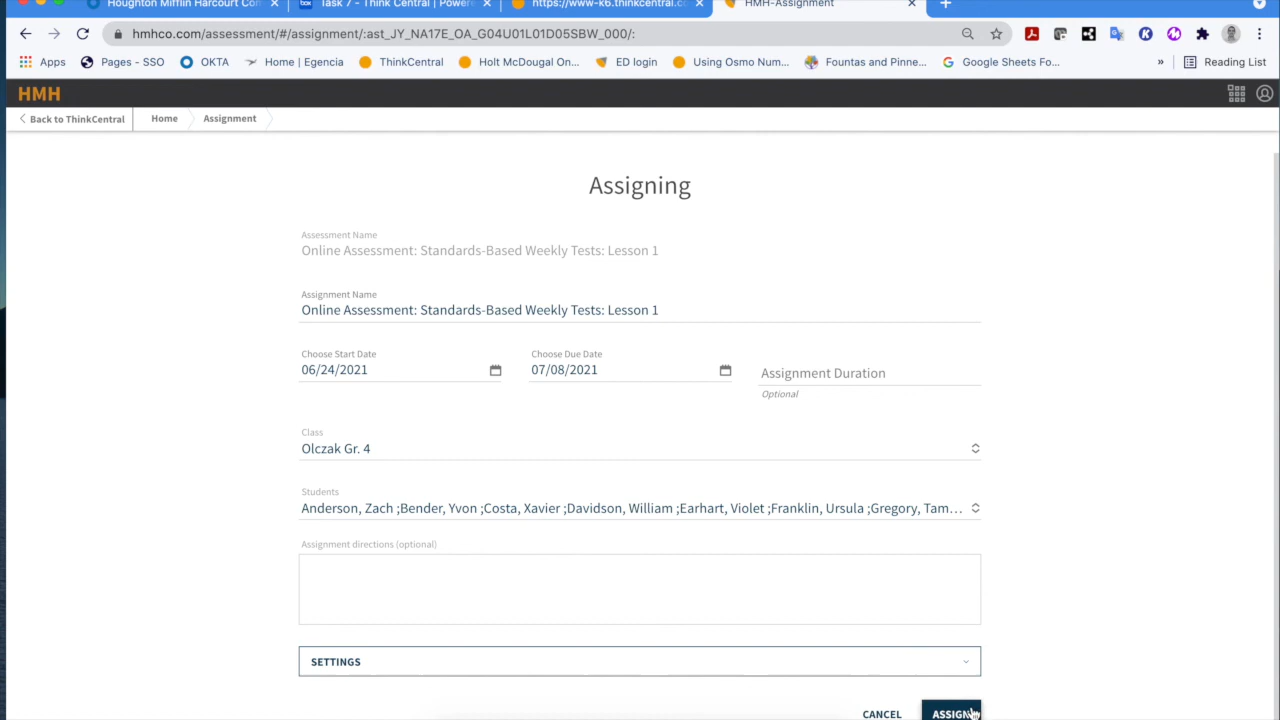 Houghton Mifflin Harcourt Con
Task 7 - Think Central | Powere
https://www-k6.thinkcentral.c
HMH-Assignment
hmhco.com/assessment/#/assignment/:ast_JY_NA17E_OA_G04U01L01D05SBW_000/:
Apps
Pages - SSO
OKTA
Home | Egencia
ThinkCentral
Holt McDougal On...
ED login
Using Osmo Num...
Fountas and Pinne...
Google Sheets Fo...
»
Reading List
HMH
Back to ThinkCentral
Home
Assignment
Assigning
Assessment Name
Online Assessment: Standards-Based Weekly Tests: Lesson 1
Assignment Name
Online Assessment: Standards-Based Weekly Tests: Lesson 1
Choose Start Date
06/24/2021
Choose Due Date
07/08/2021
Assignment Duration
Optional
Class
Olczak Gr. 4
Students
Anderson, Zach ;Bender, Yvon ;Costa, Xavier ;Davidson, William ;Earhart, Violet ;Franklin, Ursula ;Gregory, Tam...
Assignment directions (optional)
SETTINGS
CANCEL
ASSIGN